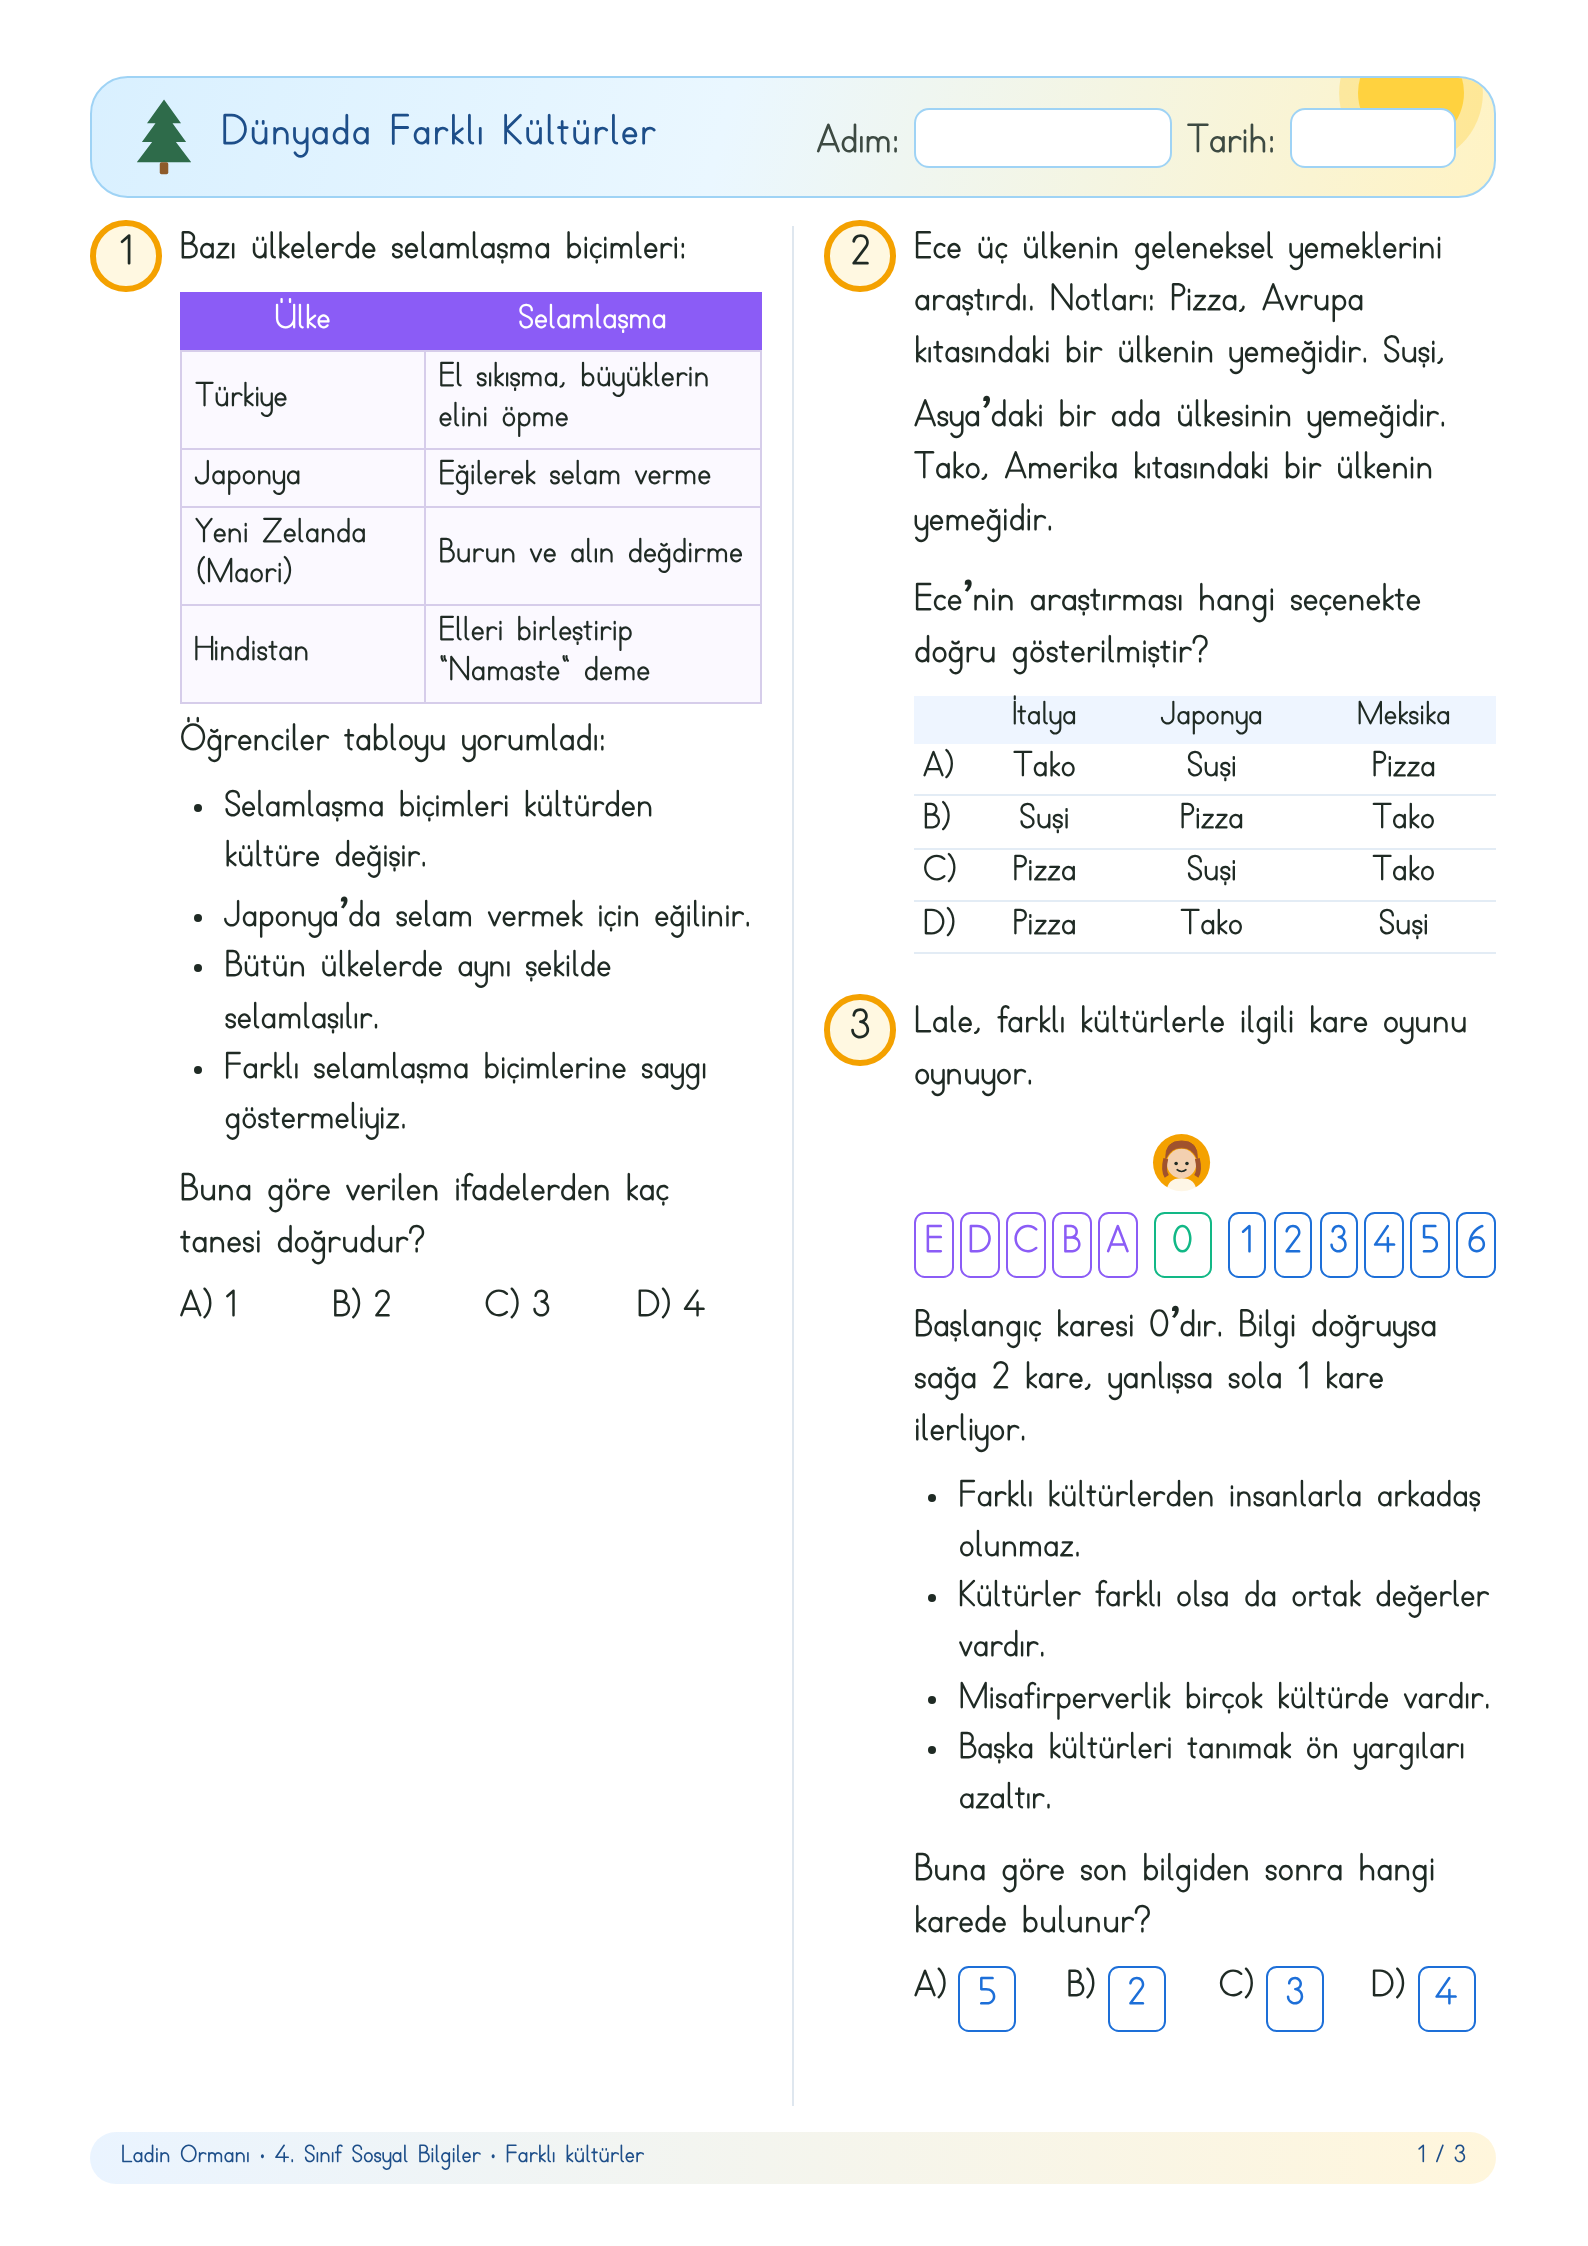 Dünyada Farklı Kültürler
Adım:
Tarih:
1
Bazı ülkelerde selamlaşma biçimleri:
Ülke Selamlaşma
Türkiye El sıkışma, büyüklerin
elini öpme
Japonya Eğilerek selam verme
Yeni Zelanda
(Maori) Burun ve alın değdirme
Hindistan Elleri birleştirip
“Namaste“ deme
Öğrenciler tabloyu yorumladı:
• Selamlaşma biçimleri kültürden
kültüre değişir.
• Japonya’da selam vermek için eğilinir.
• Bütün ülkelerde aynı şekilde
selamlaşılır.
• Farklı selamlaşma biçimlerine saygı
göstermeliyiz.
Buna göre verilen ifadelerden kaç
tanesi doğrudur?
A) 1 B) 2 C) 3 D) 4
2
Ece üç ülkenin geleneksel yemeklerini
araştırdı. Notları: Pizza, Avrupa
kıtasındaki bir ülkenin yemeğidir. Suşi,
Asya’daki bir ada ülkesinin yemeğidir.
Tako, Amerika kıtasındaki bir ülkenin
yemeğidir.
Ece’nin araştırması hangi seçenekte
doğru gösterilmiştir?
İtalya Japonya Meksika
A) Tako Suşi Pizza
B) Suşi Pizza Tako
C) Pizza Suşi Tako
D) Pizza Tako Suşi
3
Lale, farklı kültürlerle ilgili kare oyunu
oynuyor.
E D C B A 0 1 2 3 4 5 6
Başlangıç karesi 0’dır. Bilgi doğruysa
sağa 2 kare, yanlışsa sola 1 kare
ilerliyor.
• Farklı kültürlerden insanlarla arkadaş
olunmaz.
• Kültürler farklı olsa da ortak değerler
vardır.
• Misafirperverlik birçok kültürde vardır.
• Başka kültürleri tanımak ön yargıları
azaltır.
Buna göre son bilgiden sonra hangi
karede bulunur?
A) 5 B) 2 C) 3 D) 4
Ladin Ormanı • 4. Sınıf Sosyal Bilgiler • Farklı kültürler
1 / 3